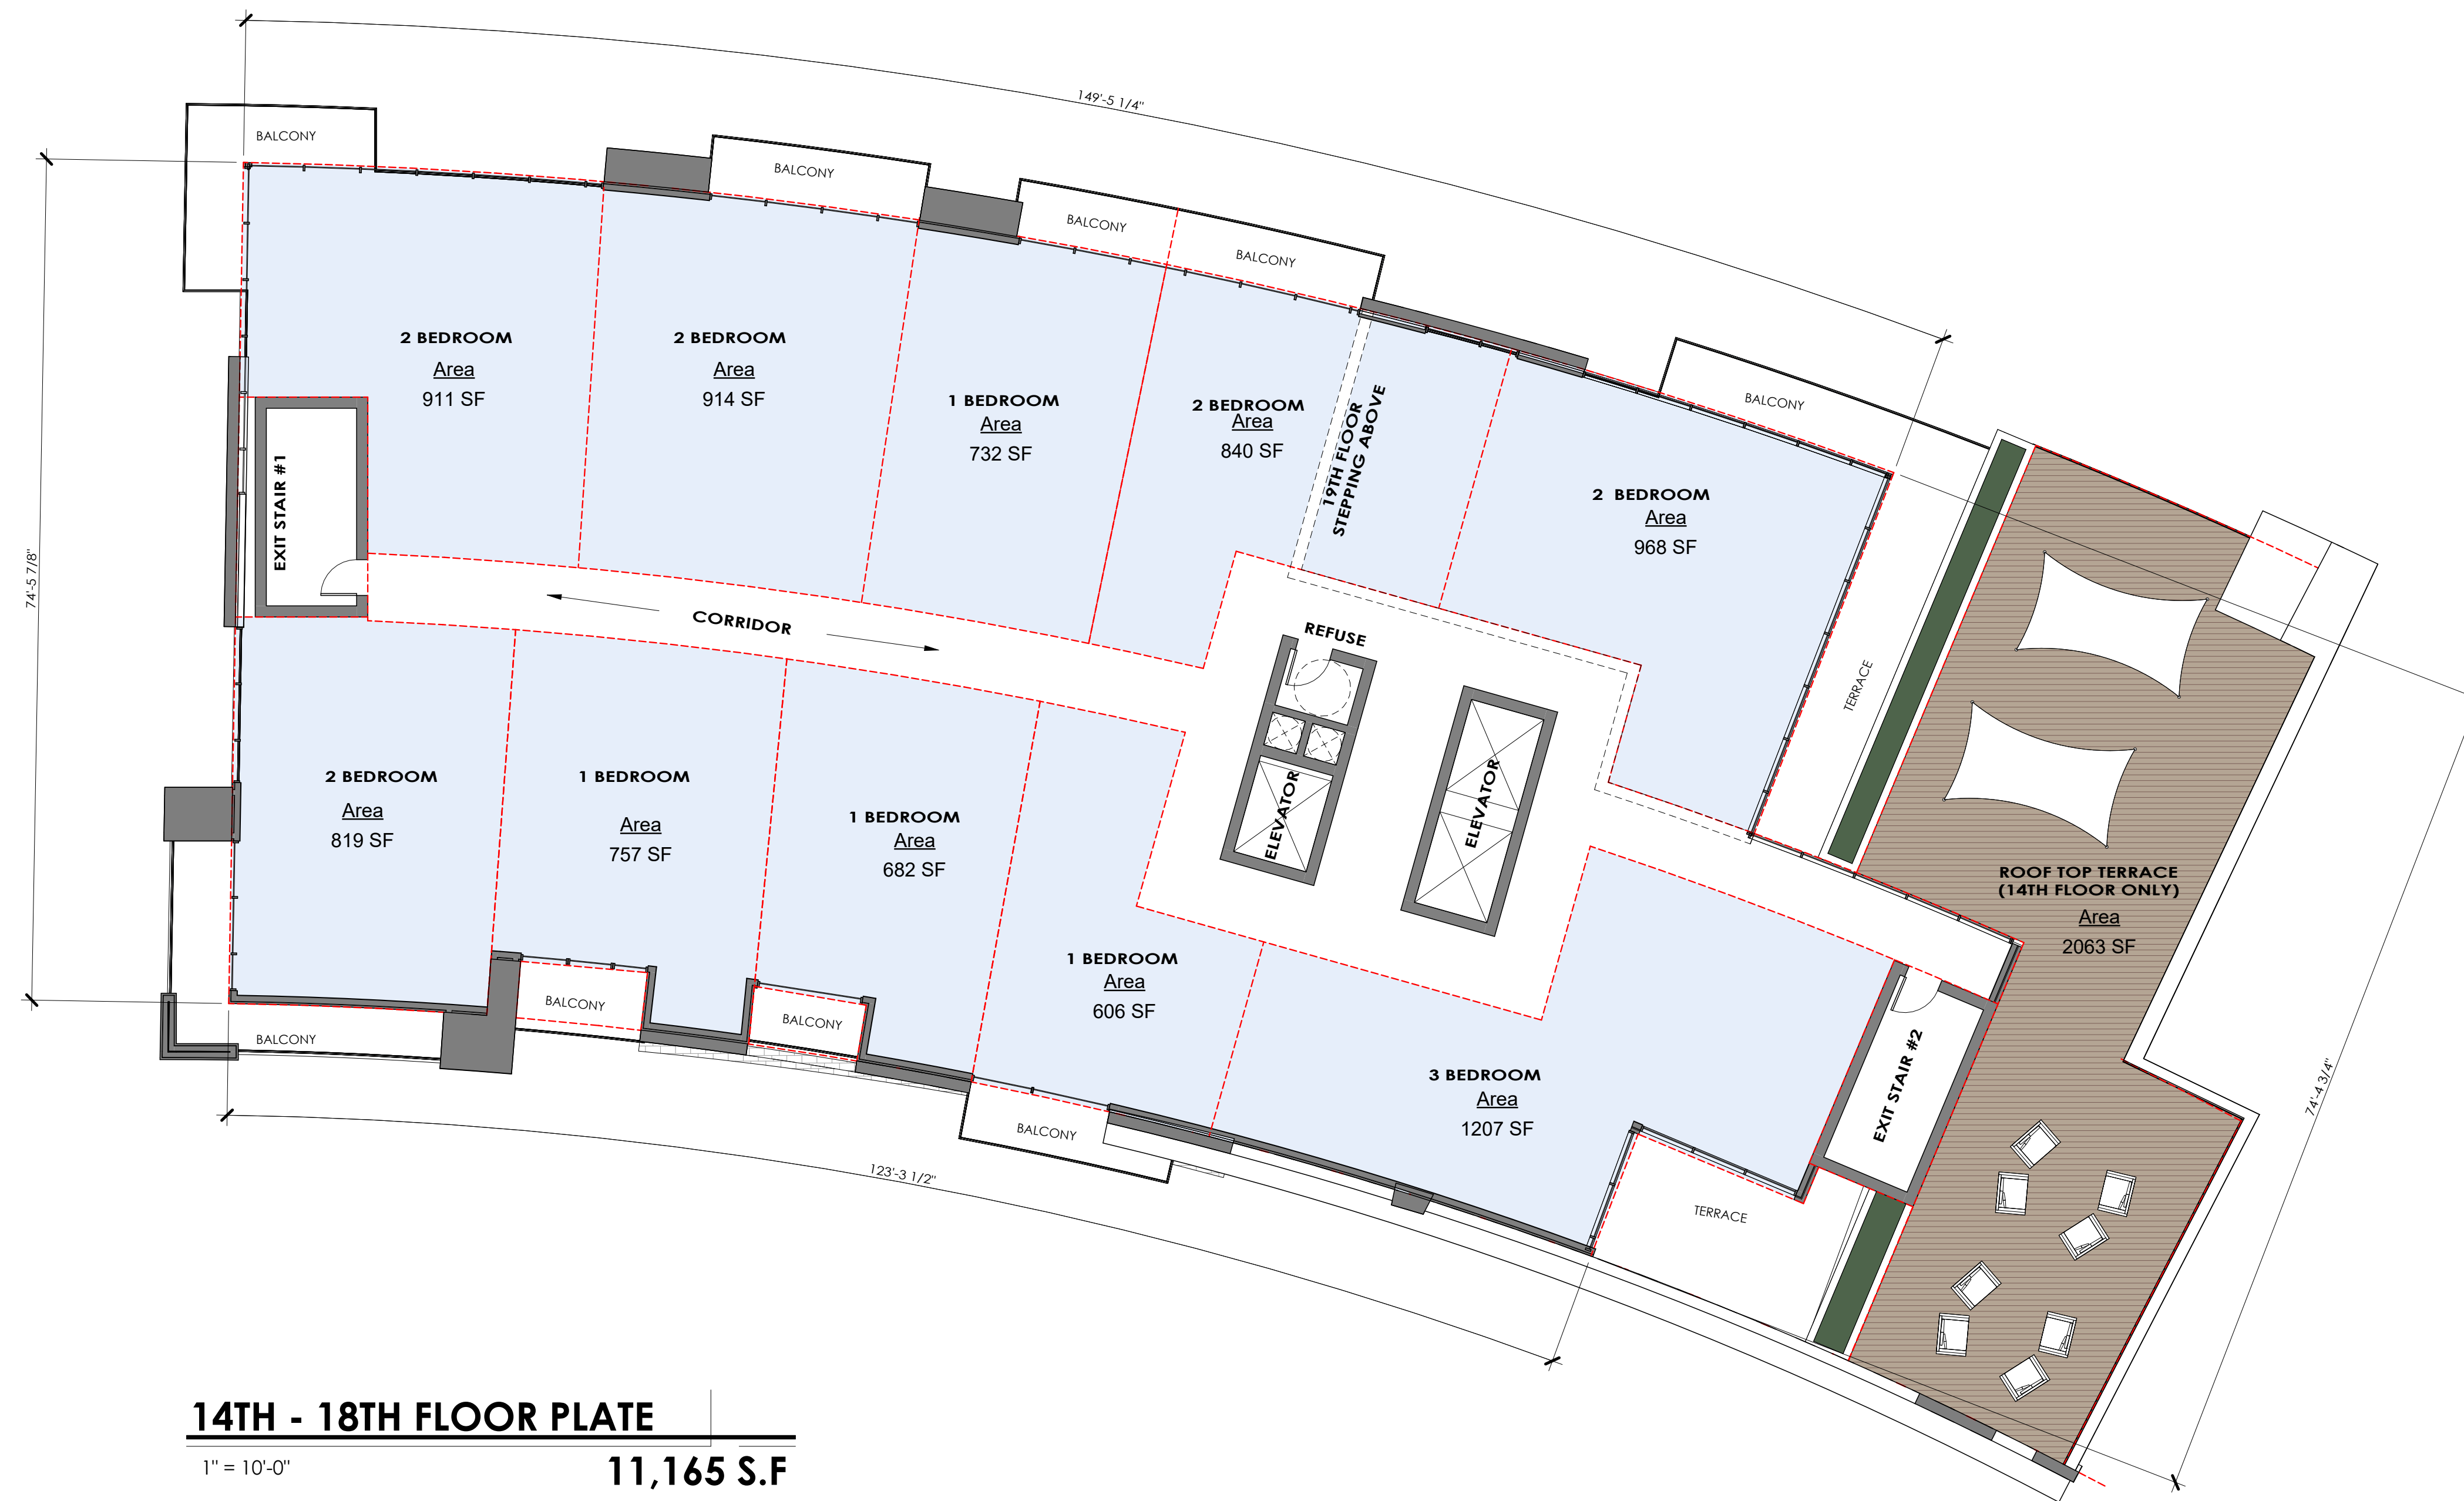 149'-5 1/4"
BALCONY
BALCONY
BALCONY
BALCONY
BALCONY
74'-5 7/8"
2 BEDROOM
Area
911 SF
2 BEDROOM
Area
914 SF
1 BEDROOM
Area
732 SF
2 BEDROOM
Area
840 SF
19TH FLOOR
STEPPING ABOVE
2 BEDROOM
Area
968 SF
EXIT STAIR #1
CORRIDOR
REFUSE
ELEVATOR
ELEVATOR
TERRACE
2 BEDROOM
Area
819 SF
1 BEDROOM
Area
757 SF
1 BEDROOM
Area
682 SF
1 BEDROOM
Area
606 SF
3 BEDROOM
Area
1207 SF
ROOF TOP TERRACE
(14TH FLOOR ONLY)
Area
2063 SF
EXIT STAIR #2
74'-4 3/4"
BALCONY
BALCONY
BALCONY
BALCONY
TERRACE
123'-3 1/2"
14TH - 18TH FLOOR PLATE
1" = 10'-0"
11,165 S.F